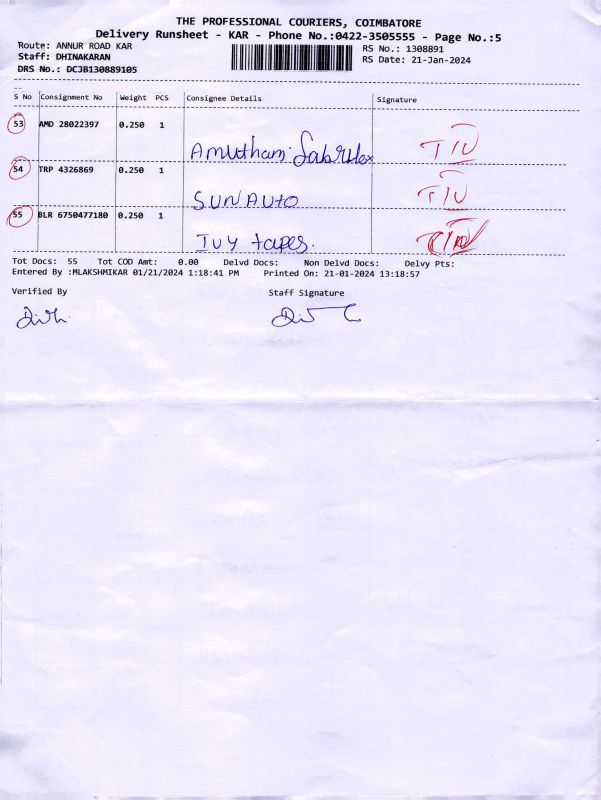 THE PROFESSIONAL COURIERS, COIMBATORE
Delivery Runsheet - KAR - Phone No.:0422-3505555 - Page No.:5
Route: ANNUR ROAD KAR RS No.: 1308891
Staff: DHINAKARAN RS Date: 21-Jan-2024
DRS No.: DCJB130889105
S No Consignment No Weight PCS Consignee Details Signature
53 AMD 28022397 0.250 1
Amutham
54 TRP 4326869 0.250 1
SUN AUTO
55 BLR 6750477180 0.250 1
IVY tapes.
Tot Docs: 55 Tot COD Amt: 0.00 Delvd Docs: Non Delvd Docs: Delvy Pts:
Entered By :MLAKSHMIKAR 01/21/2024 1:18:41 PM Printed On: 21-01-2024 13:18:57
Verified By Staff Signature